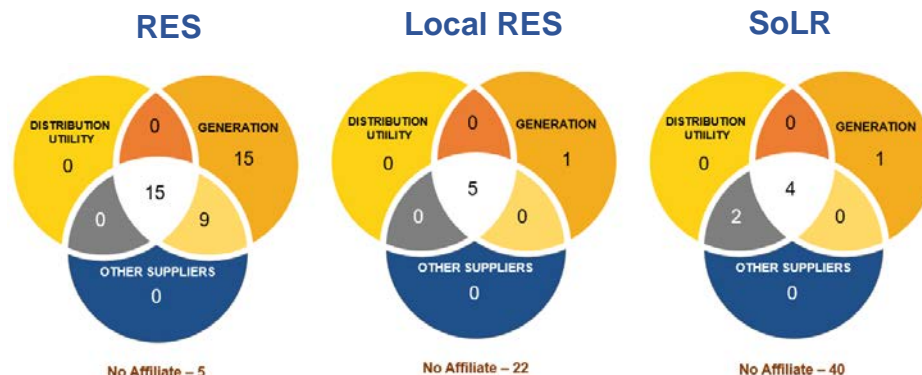 RES
DISTRIBUTION
UTIILITY
0
0
GENERATION
15
15
0
9
OTHER SUPPLIERS
0
No Affiliate – 5
Local RES
DISTRIBUTION
UTIILITY
0
0
GENERATION
1
5
0
0
OTHER SUPPLIERS
0
No Affiliate – 22
SoLR
DISTRIBUTION
UTIILITY
0
0
GENERATION
1
4
2
0
OTHER SUPPLIERS
0
No Affiliate – 40